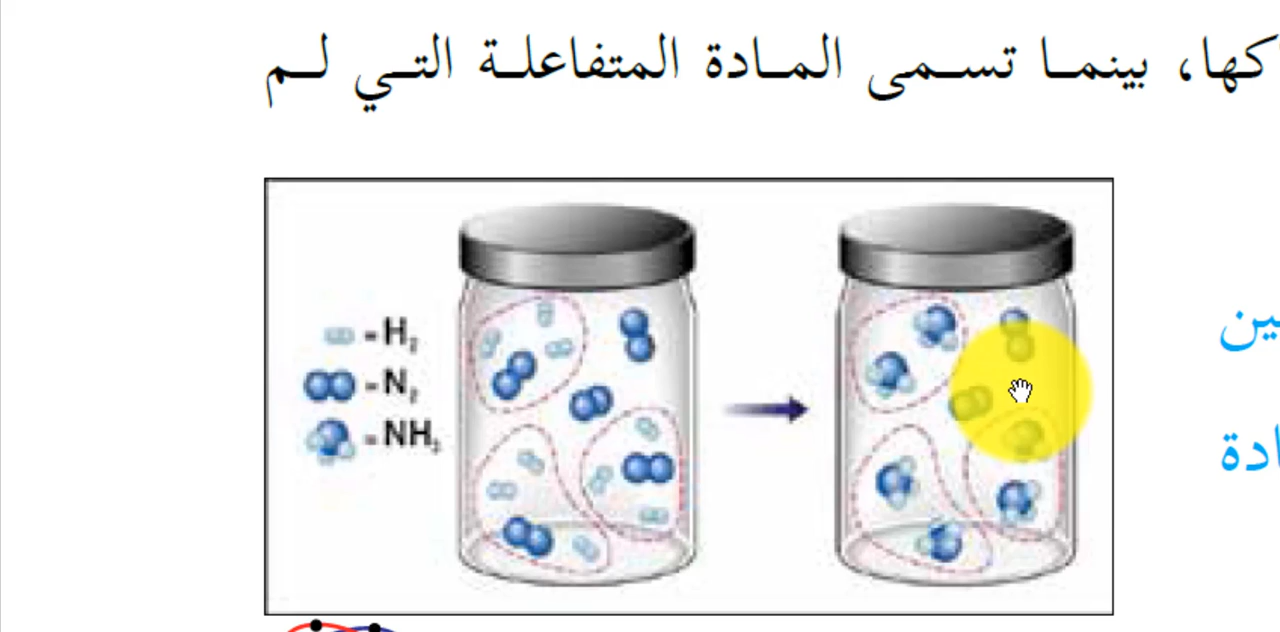 كها، بينما تسمى المادة المتفاعلة التي لم
= H₂
= N₂
= NH₃
ين
ادة